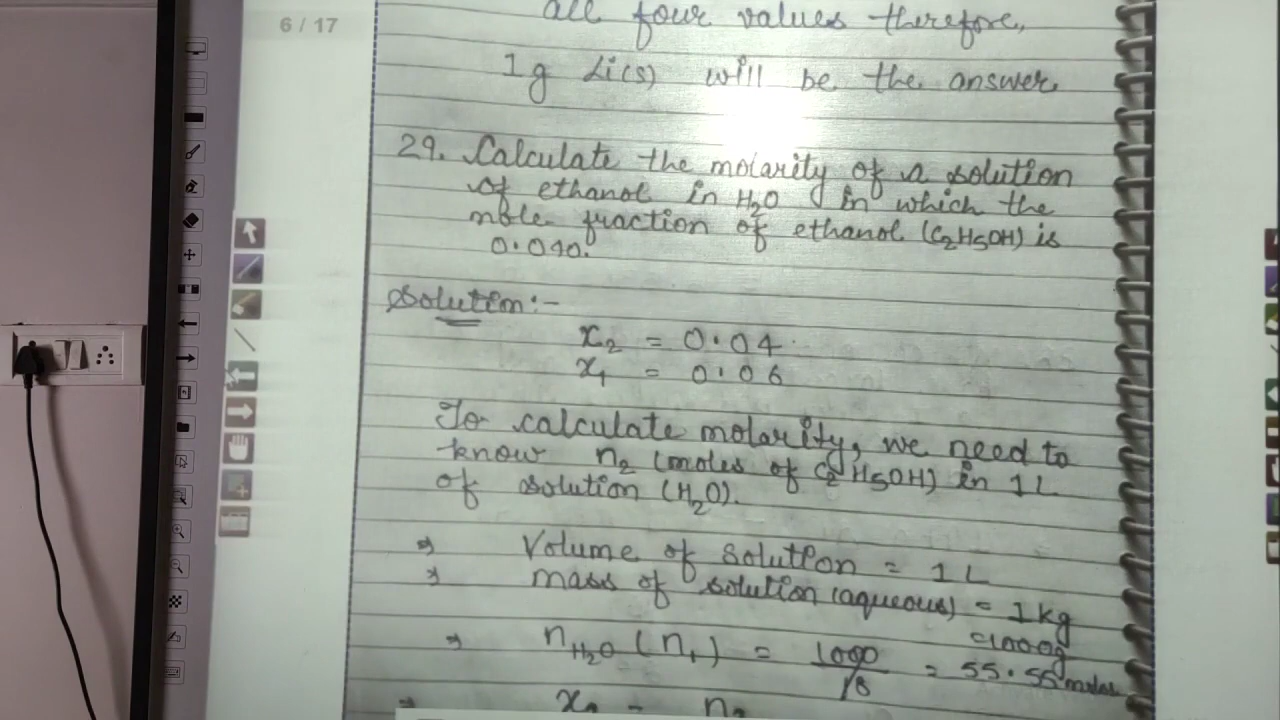 6 / 17
all four values therefore,
1g Li(s) will be the answer
29. Calculate the molarity of a solution
of ethanol in H₂O in which the
mole fraction of ethanol (C₂H5OH) is
0.040.
Solution:-
x₂ = 0.04
x₁ = 0.06
To calculate molarity, we need to
know n₂ (moles of C₂H5OH) in 1L
of solution (H₂O).
⇒ Volume of solution = 1 L
⇒ mass of solution (aqueous) = 1kg
=1000g
⇒ nH₂O (n₁) = 1000/18 = 55.55 moles